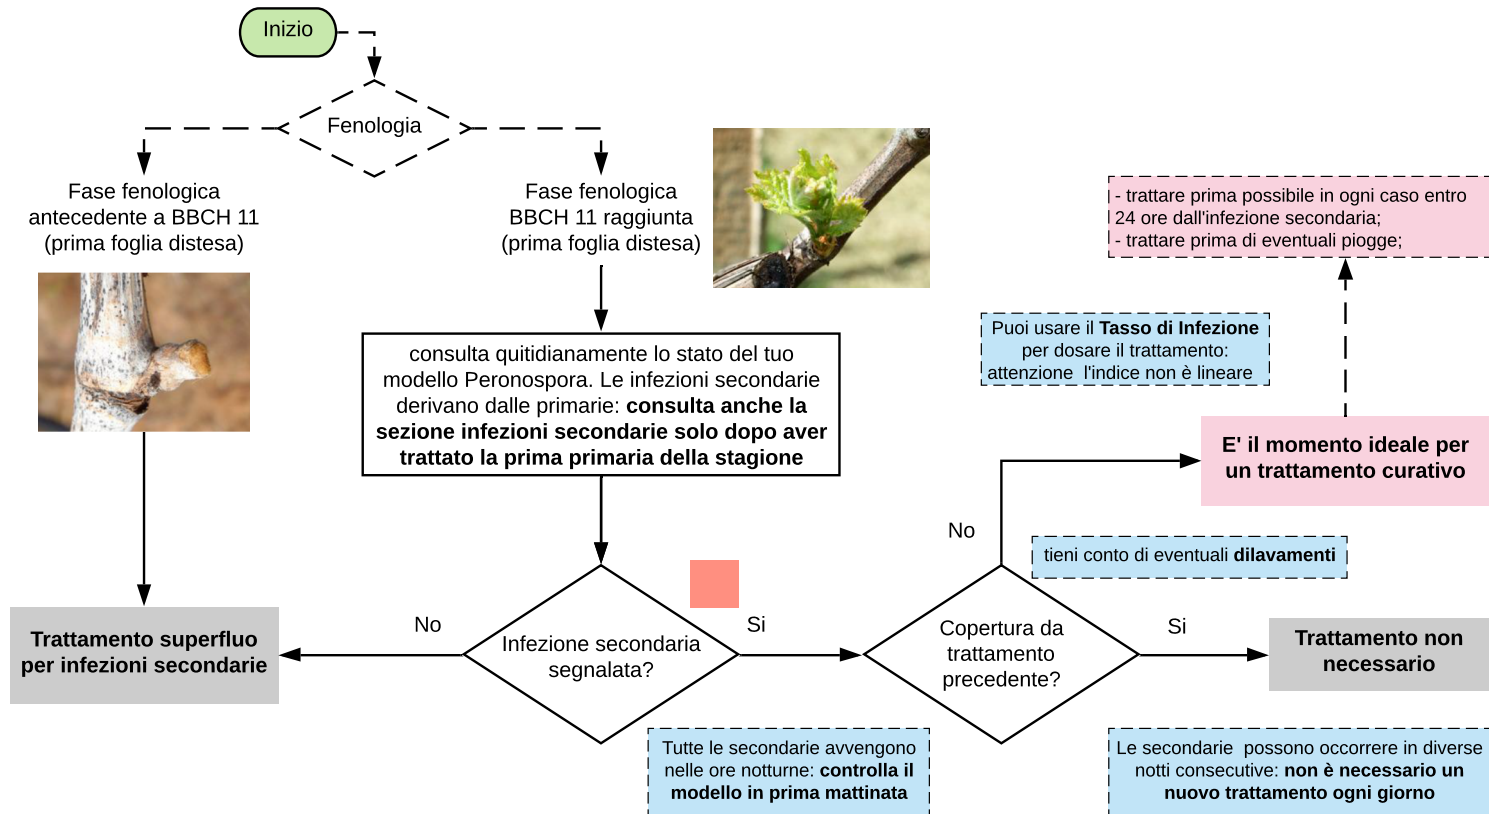 Inizio
Fenologia
Fase fenologica
antecedente a BBCH 11
(prima foglia distesa)
Fase fenologica
BBCH 11 raggiunta
(prima foglia distesa)
- trattare prima possibile in ogni caso entro
24 ore dall'infezione secondaria;
- trattare prima di eventuali piogge;
Puoi usare il Tasso di Infezione
per dosare il trattamento:
attenzione l'indice non è lineare
consulta quitidianamente lo stato del tuo
modello Peronospora. Le infezioni secondarie
derivano dalle primarie: consulta anche la
sezione infezioni secondarie solo dopo aver
trattato la prima primaria della stagione
E' il momento ideale per
un trattamento curativo
No
tieni conto di eventuali dilavamenti
Trattamento superfluo
per infezioni secondarie
No
Infezione secondaria
segnalata?
Si
Copertura da
trattamento
precedente?
Si
Trattamento non
necessario
Tutte le secondarie avvengono
nelle ore notturne: controlla il
modello in prima mattinata
Le secondarie possono occorrere in diverse
notti consecutive: non è necessario un
nuovo trattamento ogni giorno